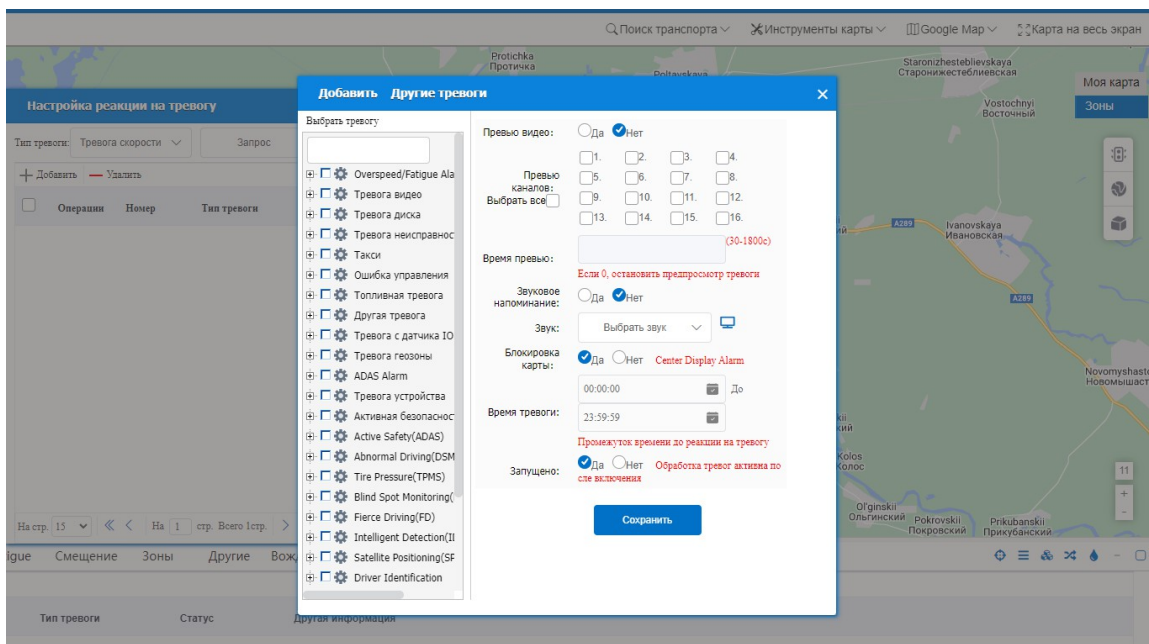 Поиск транспорта
Инструменты карты
Google Map
Карта на весь экран
Protichka
Протичка
Poltavskaya
Staronizhesteblievskaya
Старонижестеблиевская
Моя карта
Зоны
Vostochnyi
Восточный
Настройка реакции на тревогу
Тип тревоги: Тревога скорости Запрос
Добавить Удалить
Операции Номер Тип тревоги
На стр. 15 На 1 стр. Всего 1стр.
Добавить Другие тревоги
Выбрать тревогу
Overspeed/Fatigue Ala
Тревога видео
Тревога диска
Тревога неисправнос
Такси
Ошибка управления
Топливная тревога
Другая тревога
Тревога с датчика IO
Тревога геозоны
ADAS Alarm
Тревога устройства
Активная безопаснос
Active Safety(ADAS)
Abnormal Driving(DSM
Tire Pressure(TPMS)
Blind Spot Monitoring(
Fierce Driving(FD)
Intelligent Detection(II
Satellite Positioning(SF
Driver Identification
Превью видео: Да Нет
Превью каналов:
Выбрать все
1. 2. 3. 4.
5. 6. 7. 8.
9. 10. 11. 12.
13. 14. 15. 16.
Время превью: (30-1800с)
Если 0, остановить предпросмотр тревоги
Звуковое напоминание: Да Нет
Звук: Выбрать звук
Блокировка карты: Да Нет Center Display Alarm
Время тревоги: 00:00:00 До
23:59:59
Промежуток времени до реакции на тревогу
Запущено: Да Нет Обработка тревог активна по
сле включения
Сохранить
A289
Ivanovskaya
Ивановская
A289
Novomyshasto
Новомышаст
Kolos
Колос
Ol'ginskii
Ольгинский
Pokrovskii
Покровский
Prikubanskii
Прикубанский
11
+
-
igue Смещение Зоны Другие Вожд
Тип тревоги Статус Другая информация